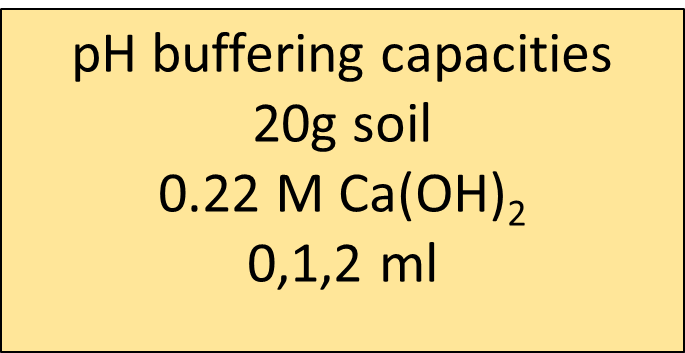 pH buffering capacities
20g soil
0.22 M Ca(OH)₂
0,1,2 ml